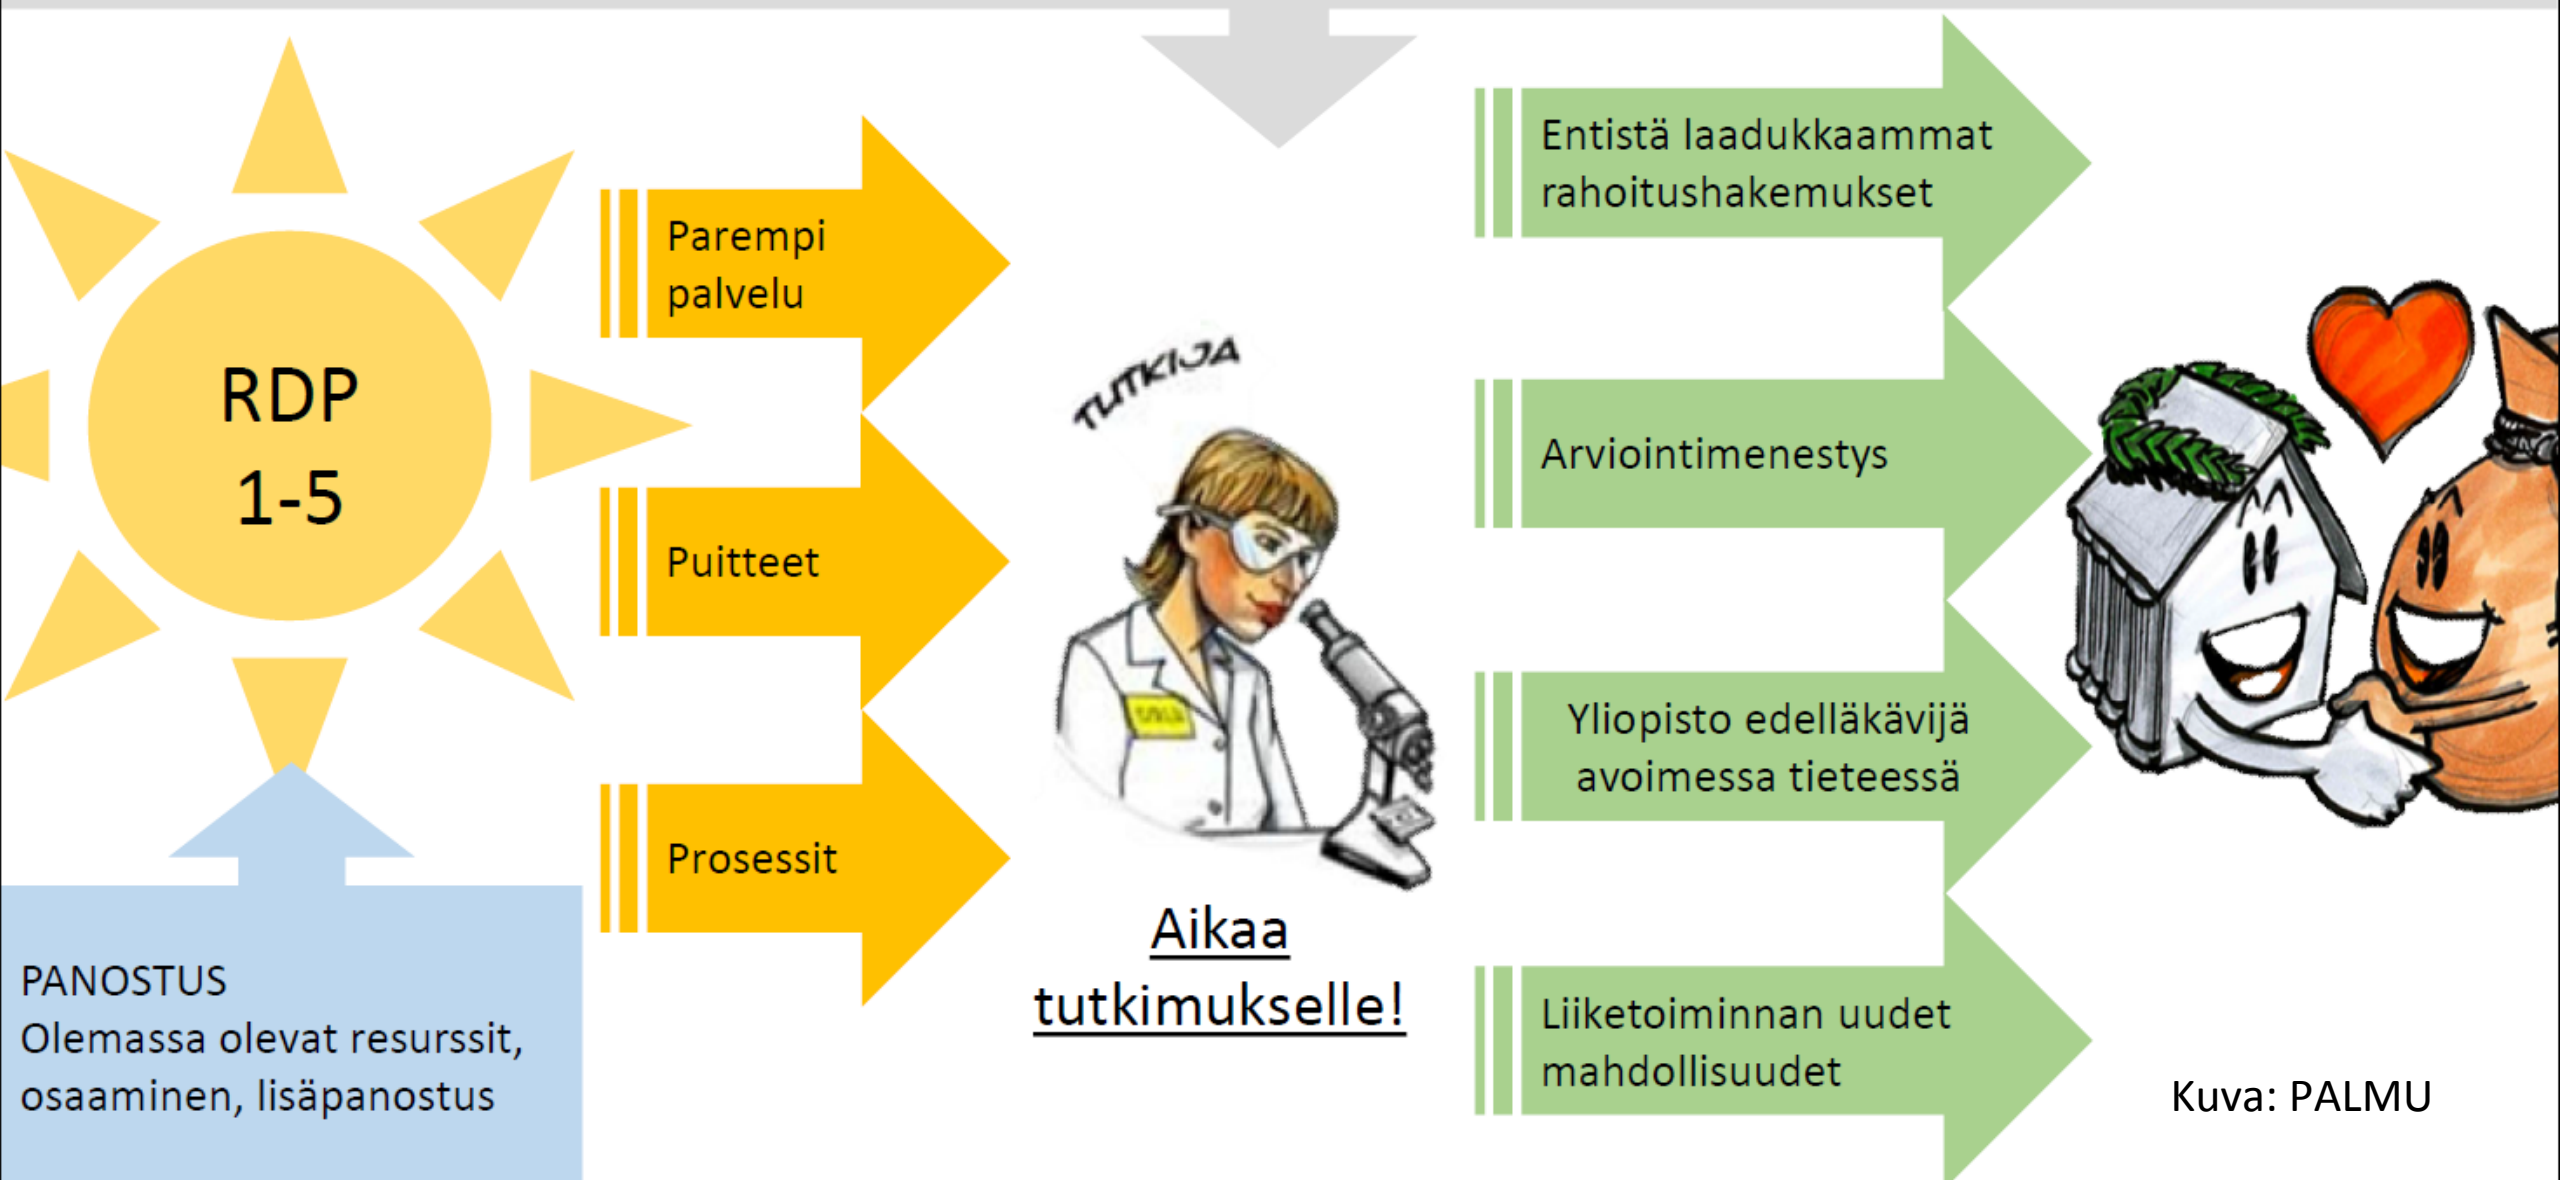 RDP
1-5
PANOSTUS
Olemassa olevat resurssit,
osaaminen, lisäpanostus
Parempi
palvelu
Puitteet
Prosessit
TUTKIJA
Aikaa
tutkimukselle!
Entistä laadukkaammat
rahoitushakemukset
Arviointimenestys
Yliopisto edelläkävijä
avoimessa tieteessä
Liiketoiminnan uudet
mahdollisuudet
Kuva: PALMU